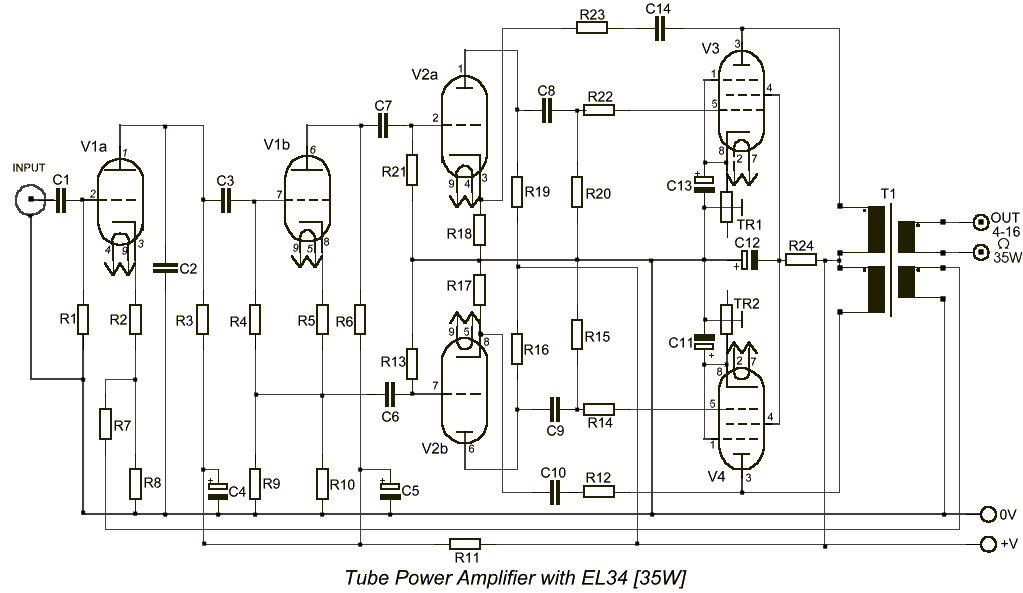 R23
C14
V3
3
1
4
5
8
2
7
C13
TR1
V2a
1
2
9
4
3
C7
C8
R22
R21
R19
R20
R18
V1a
1
2
4
9
3
INPUT
C1
C3
V1b
6
7
9
5
8
C2
C12
+
R24
T1
OUT
4-16
Ω
35W
R1
R2
R3
R4
R5
R6
R17
9
5
8
R13
R16
R15
TR2
C11
+
2
7
8
5
4
1
3
V4
C6
7
V2b
6
C9
R14
R7
R8
+
C4
R9
R10
+
C5
C10
R12
0V
+V
R11
Tube Power Amplifier with EL34 [35W]